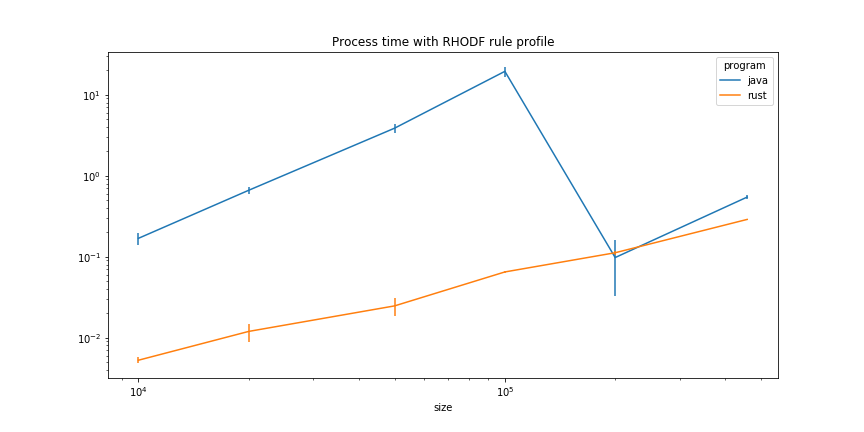 Process time with RHODF rule profile
program
java
rust
10¹
10⁰
10⁻¹
10⁻²
10⁴
10⁵
size